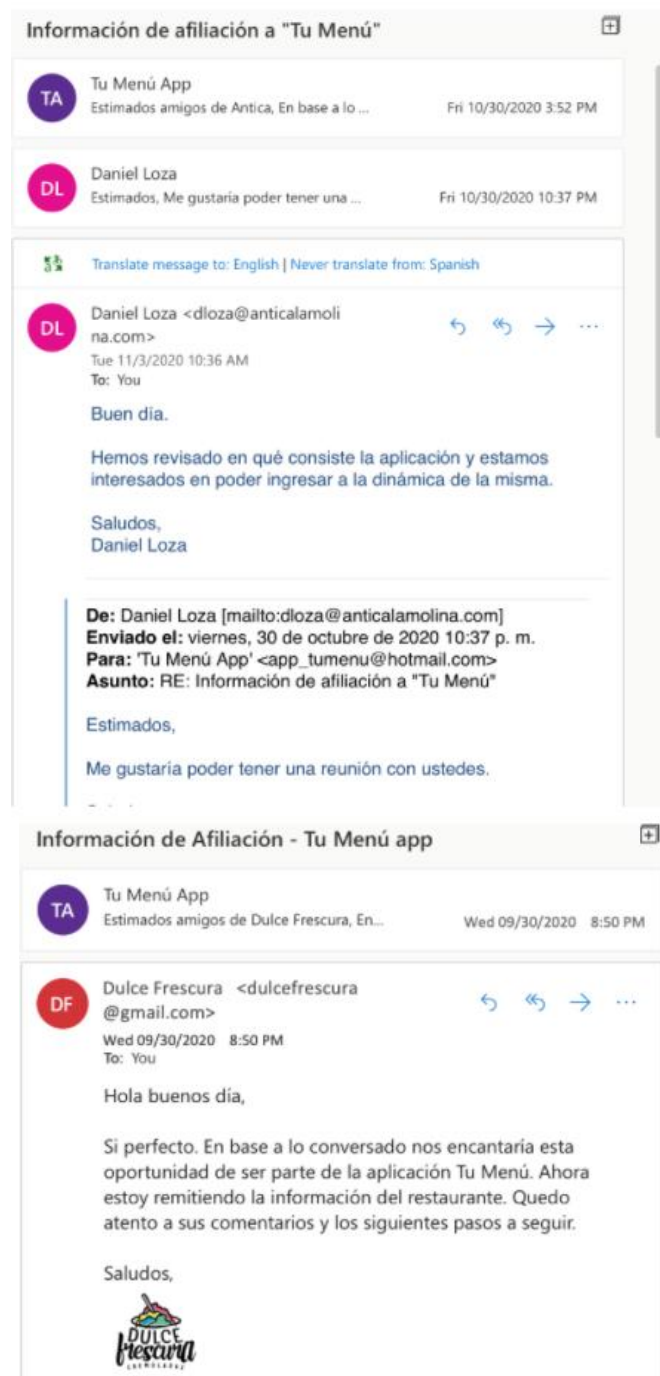 Información de afiliación a "Tu Menú"
TA
Tu Menú App
Estimados amigos de Antica, En base a lo ...
Fri 10/30/2020 3:52 PM
DL
Daniel Loza
Estimados, Me gustaría poder tener una ...
Fri 10/30/2020 10:37 PM
Translate message to: English | Never translate from: Spanish
DL
Daniel Loza <dloza@anticalamoli
na.com>
Tue 11/3/2020 10:36 AM
To: You
Buen día.
Hemos revisado en qué consiste la aplicación y estamos
interesados en poder ingresar a la dinámica de la misma.
Saludos,
Daniel Loza
De: Daniel Loza [mailto:dloza@anticalamolina.com]
Enviado el: viernes, 30 de octubre de 2020 10:37 p. m.
Para: 'Tu Menú App' <app_tumenu@hotmail.com>
Asunto: RE: Información de afiliación a "Tu Menú"
Estimados,
Me gustaría poder tener una reunión con ustedes.
Información de Afiliación - Tu Menú app
TA
Tu Menú App
Estimados amigos de Dulce Frescura, En...
Wed 09/30/2020 8:50 PM
DF
Dulce Frescura <dulcefrescura
@gmail.com>
Wed 09/30/2020 8:50 PM
To: You
Hola buenos día,
Si perfecto. En base a lo conversado nos encantaría esta
oportunidad de ser parte de la aplicación Tu Menú. Ahora
estoy remitiendo la información del restaurante. Quedo
atento a sus comentarios y los siguientes pasos a seguir.
Saludos,
DULCE
frescura
CREMOLADAS